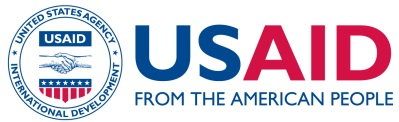 UNITED STATES AGENCY
USAID
INTERNATIONAL DEVELOPMENT
USAID
FROM THE AMERICAN PEOPLE